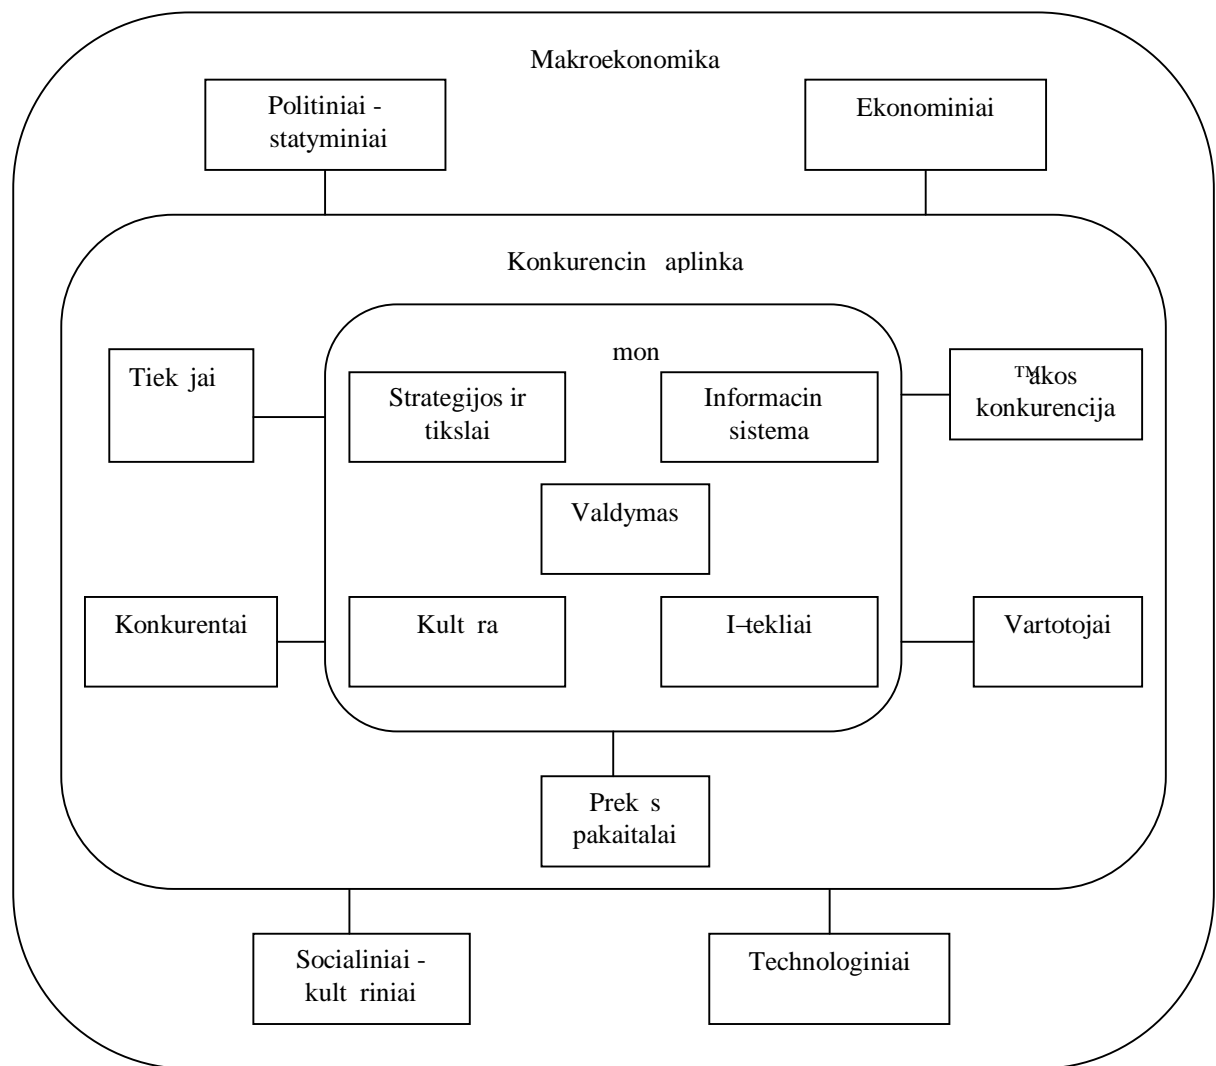 Makroekonomika
Politiniai -
statyminiai
Ekonominiai
Konkurencin aplinka
mon
Tiek jai
Strategijos ir
tikslai
Informacin
sistema
™akos
konkurencija
Valdymas
Konkurentai
Kult ra
I–tekliai
Vartotojai
Prek s
pakaitalai
Socialiniai -
kult riniai
Technologiniai